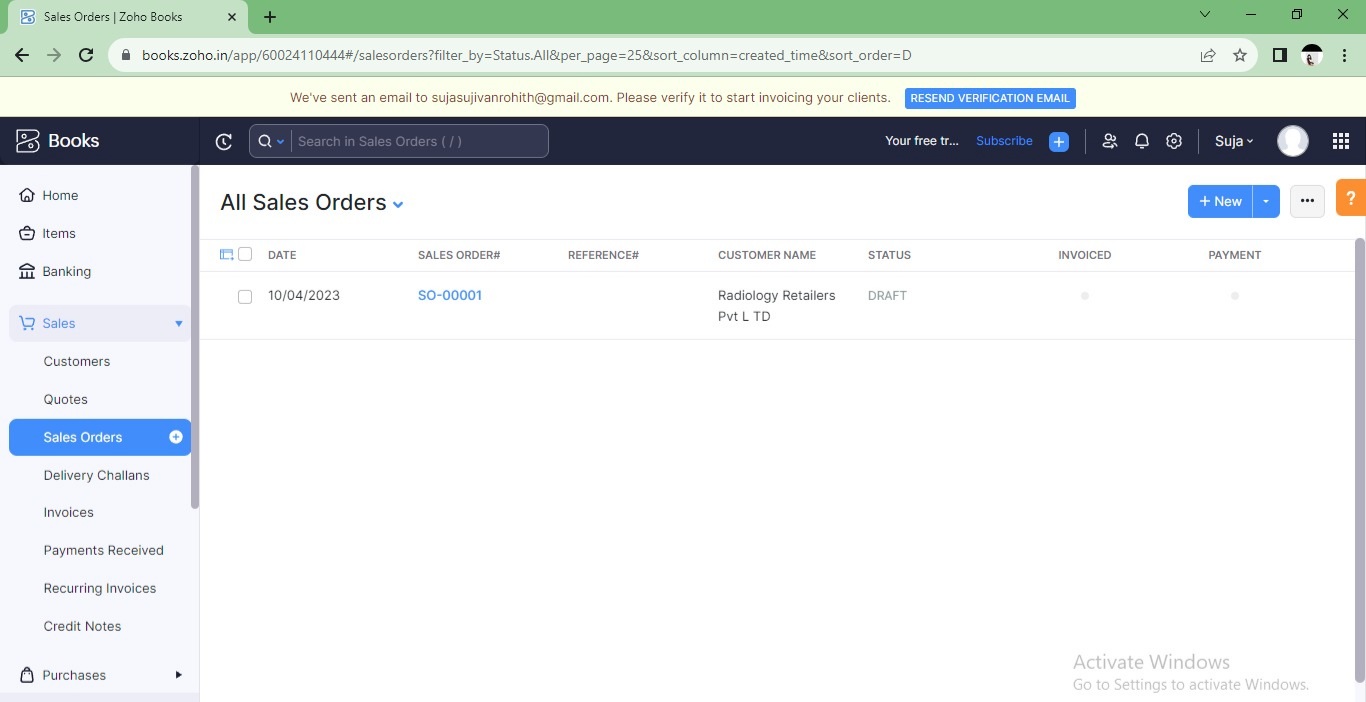 Sales Orders | Zoho Books
books.zoho.in/app/60024110444#/salesorders?filter_by=Status.All&per_page=25&sort_column=created_time&sort_order=D
We've sent an email to sujasujivanrohith@gmail.com. Please verify it to start invoicing your clients. RESEND VERIFICATION EMAIL
Books
Search in Sales Orders ( / )
Your free tr... Subscribe
Suja
Home
Items
Banking
Sales
Customers
Quotes
Sales Orders
Delivery Challans
Invoices
Payments Received
Recurring Invoices
Credit Notes
Purchases
All Sales Orders
+ New
?
DATE SALES ORDER# REFERENCE# CUSTOMER NAME STATUS INVOICED PAYMENT
10/04/2023 SO-00001 Radiology Retailers DRAFT
Pvt L TD
Activate Windows
Go to Settings to activate Windows.